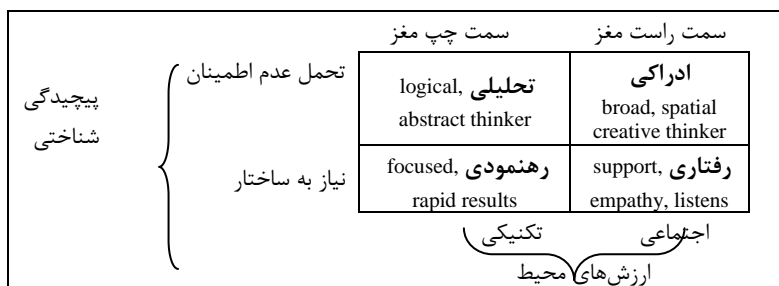 سمت راست مغز
سمت چپ مغز
پیچیدگی
شناختی
تحمل عدم اطمینان
ادراکی
broad, spatial
creative thinker
تحلیلی, logical
abstract thinker
نیاز به ساختار
رفتاری, support
empathy, listens
رهنمودی, focused
rapid results
اجتماعی
تکنیکی
ارزش‌های محیط